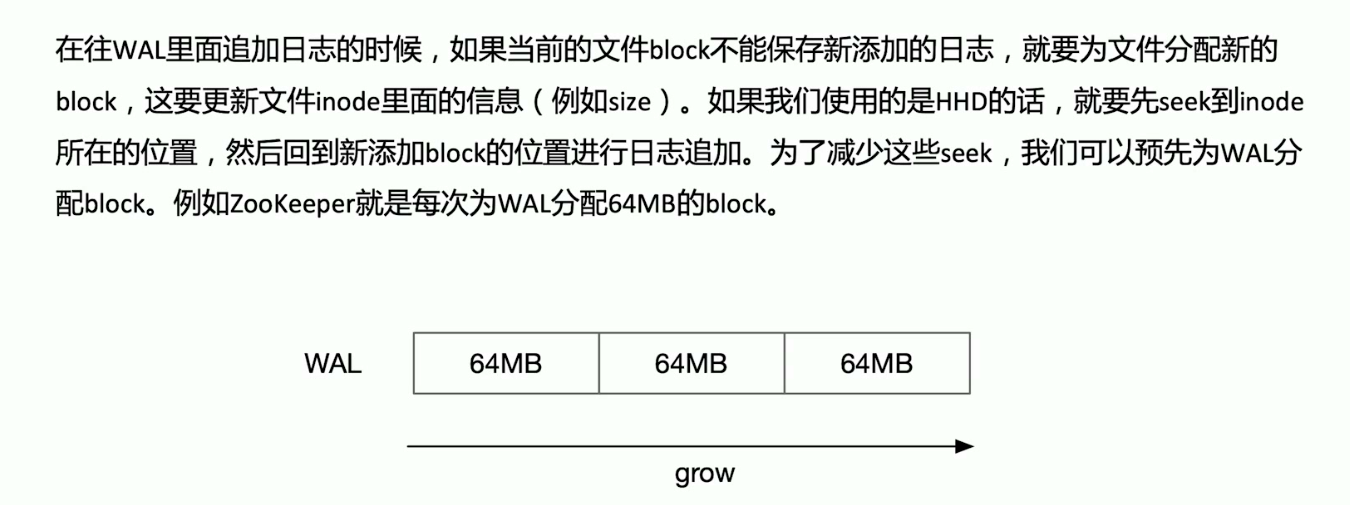 在往WAL里面追加日志的时候，如果当前的文件block不能保存新添加的日志，就要为文件分配新的
block，这要更新文件inode里面的信息（例如size）。如果我们使用的是HHD的话，就要先seek到inode
所在的位置，然后回到新添加block的位置进行日志追加。为了减少这些seek，我们可以预先为WAL分
配block。例如ZooKeeper就是每次为WAL分配64MB的block。
WAL 64MB 64MB 64MB
grow